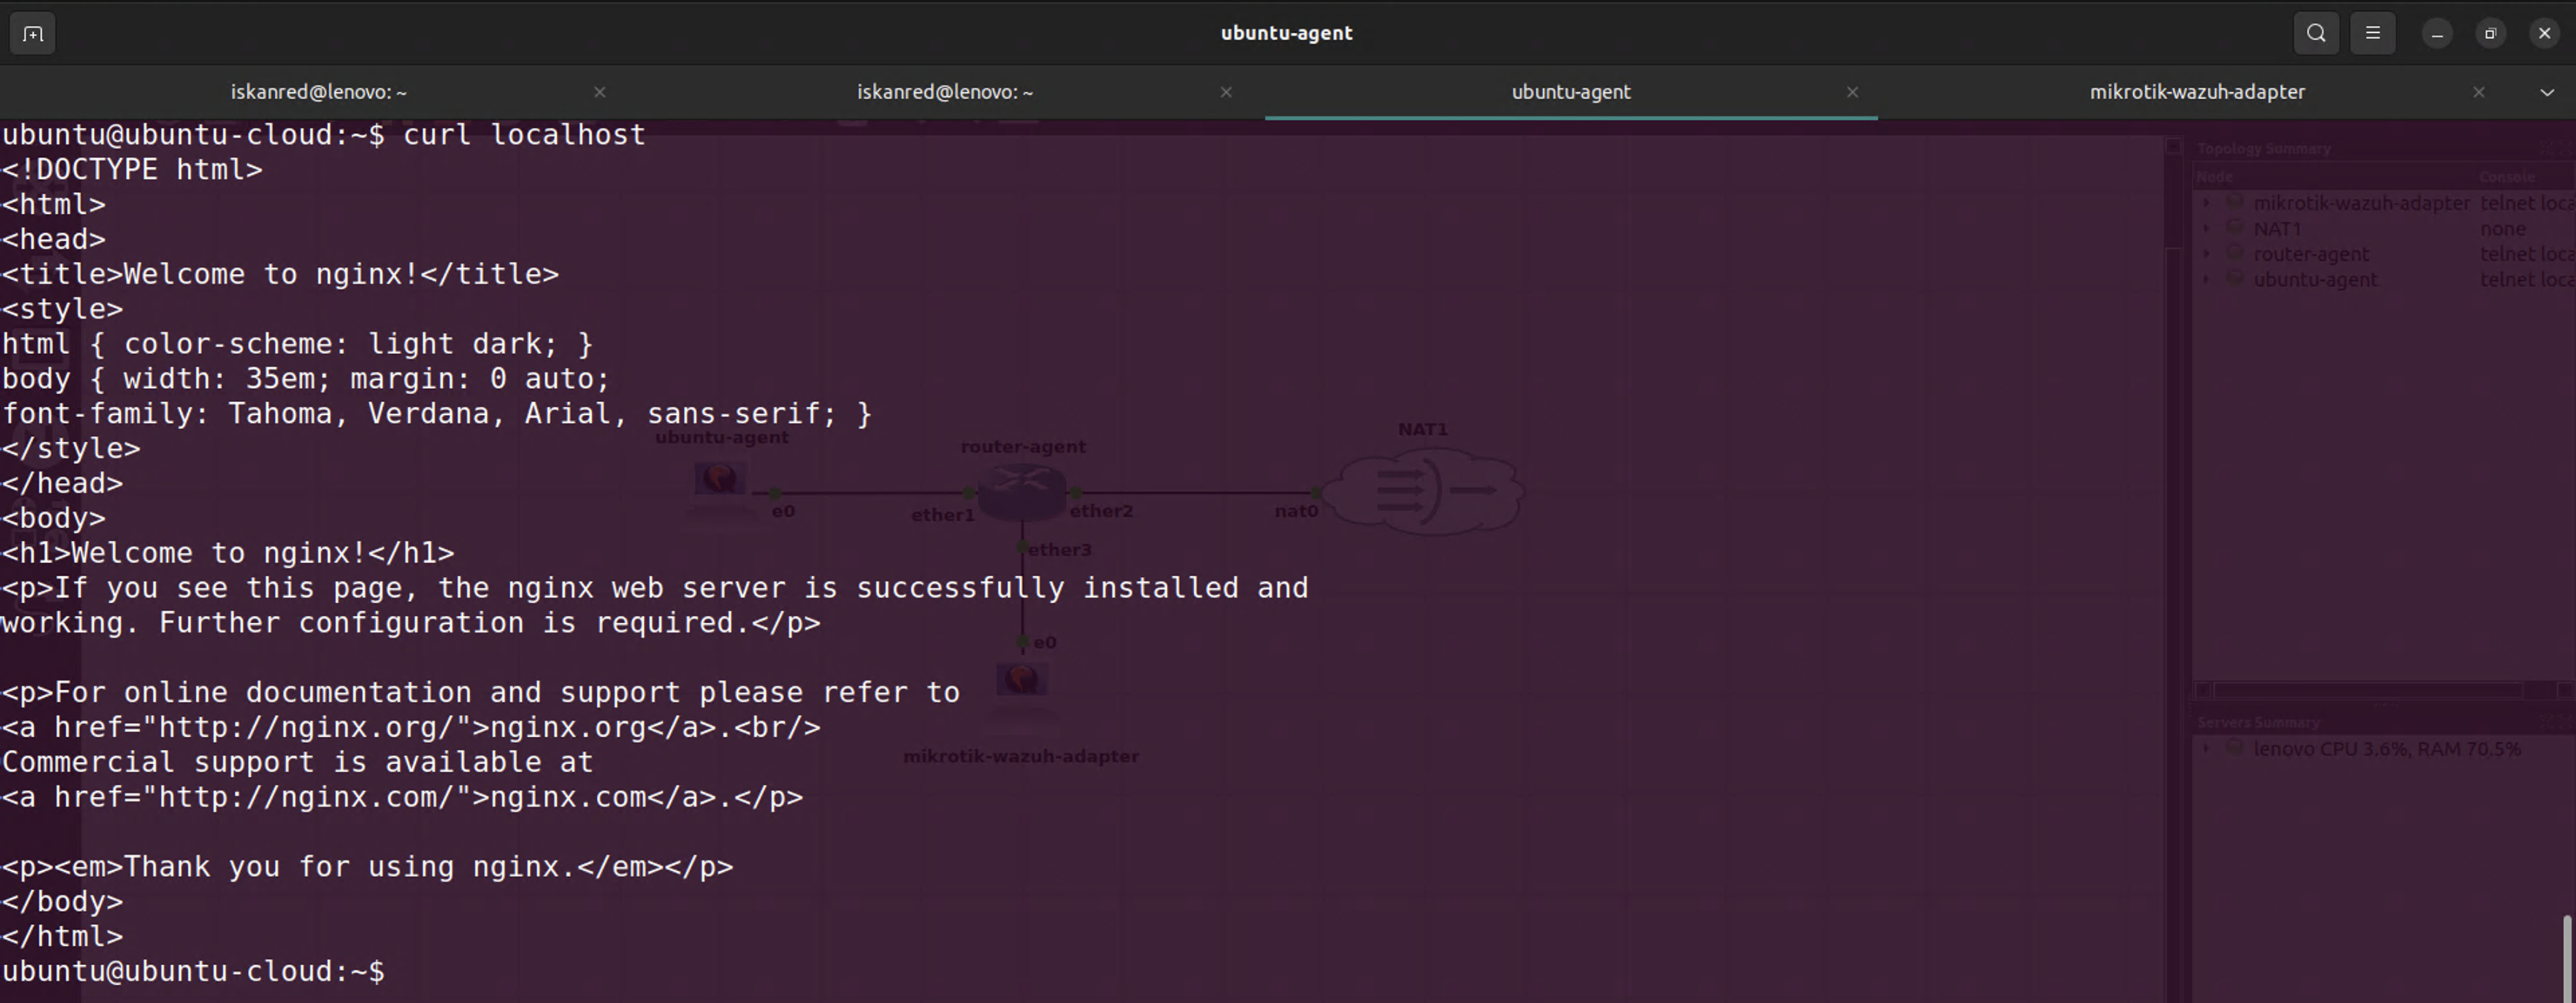 ubuntu-agent
iskanred@lenovo: ~
iskanred@lenovo: ~
ubuntu-agent
mikrotik-wazuh-adapter
ubuntu@ubuntu-cloud:~$ curl localhost
<!DOCTYPE html>
<html>
<head>
<title>Welcome to nginx!</title>
<style>
html { color-scheme: light dark; }
body { width: 35em; margin: 0 auto;
font-family: Tahoma, Verdana, Arial, sans-serif; }
</style>
</head>
<body>
<h1>Welcome to nginx!</h1>
<p>If you see this page, the nginx web server is successfully installed and
working. Further configuration is required.</p>
<p>For online documentation and support please refer to
<a href="http://nginx.org/">nginx.org</a>.<br/>
Commercial support is available at
<a href="http://nginx.com/">nginx.com</a>.</p>
<p><em>Thank you for using nginx.</em></p>
</body>
</html>
ubuntu@ubuntu-cloud:~$
ubuntu-agent
e0
router-agent
ether1
ether2
ether3
NAT1
nat0
e0
mikrotik-wazuh-adapter
Topology Summary
Node Console
mikrotik-wazuh-adapter telnet loca
NAT1 none
router-agent telnet loca
ubuntu-agent telnet loca
Servers Summary
lenovo CPU 3.6%, RAM 70.5%